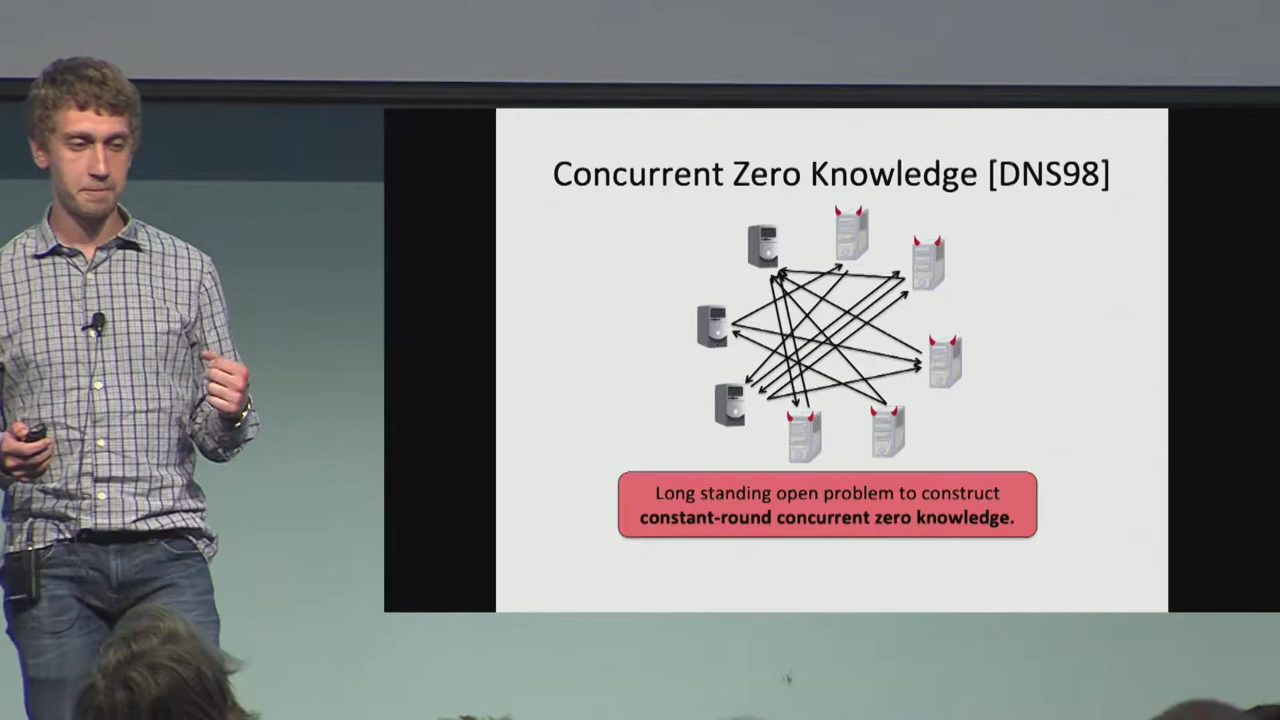 Concurrent Zero Knowledge [DNS98]
Long standing open problem to construct
constant-round concurrent zero knowledge.